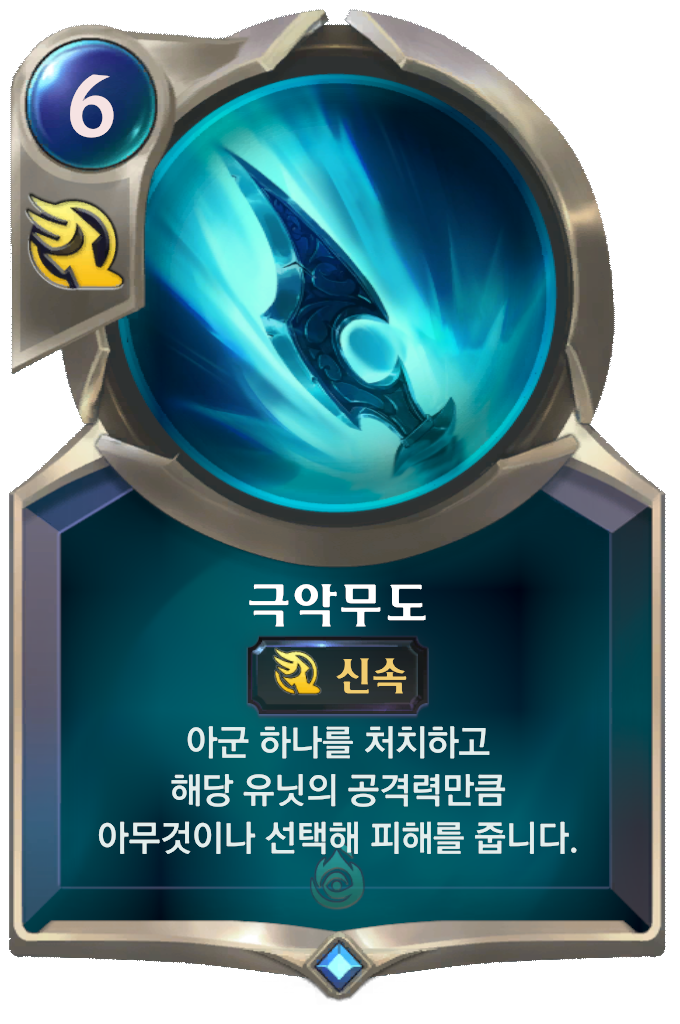 6
극악무도
신속
아군 하나를 처치하고
해당 유닛의 공격력만큼
아무것이나 선택해 피해를 줍니다.